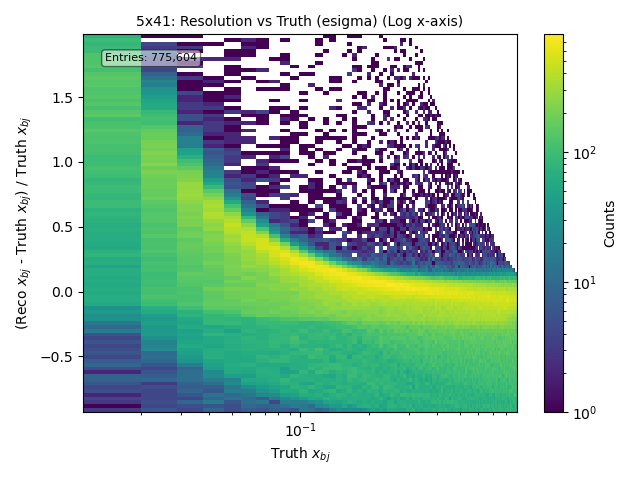 5x41: Resolution vs Truth (esigma) (Log x-axis)
Entries: 775,604
(Reco x_bj - Truth x_bj) / Truth x_bj
1.5
1.0
0.5
0.0
−0.5
10^−1
Truth x_bj
10^2
10^1
10^0
Counts